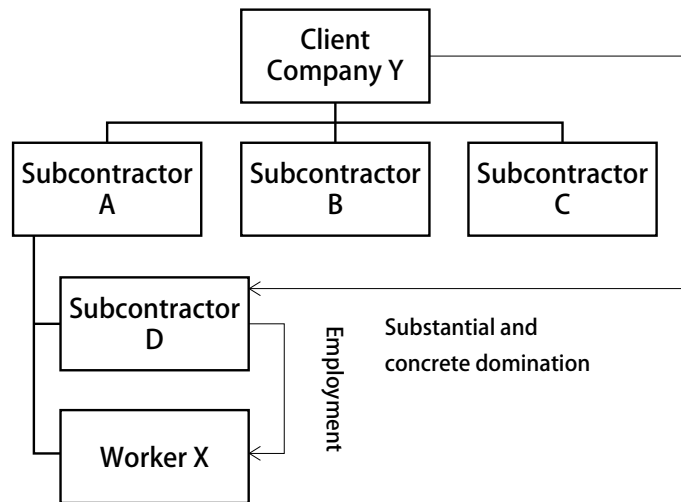 Client
Company Y
Subcontractor
A
Subcontractor
B
Subcontractor
C
Subcontractor
D
Employment
Substantial and
concrete domination
Worker X